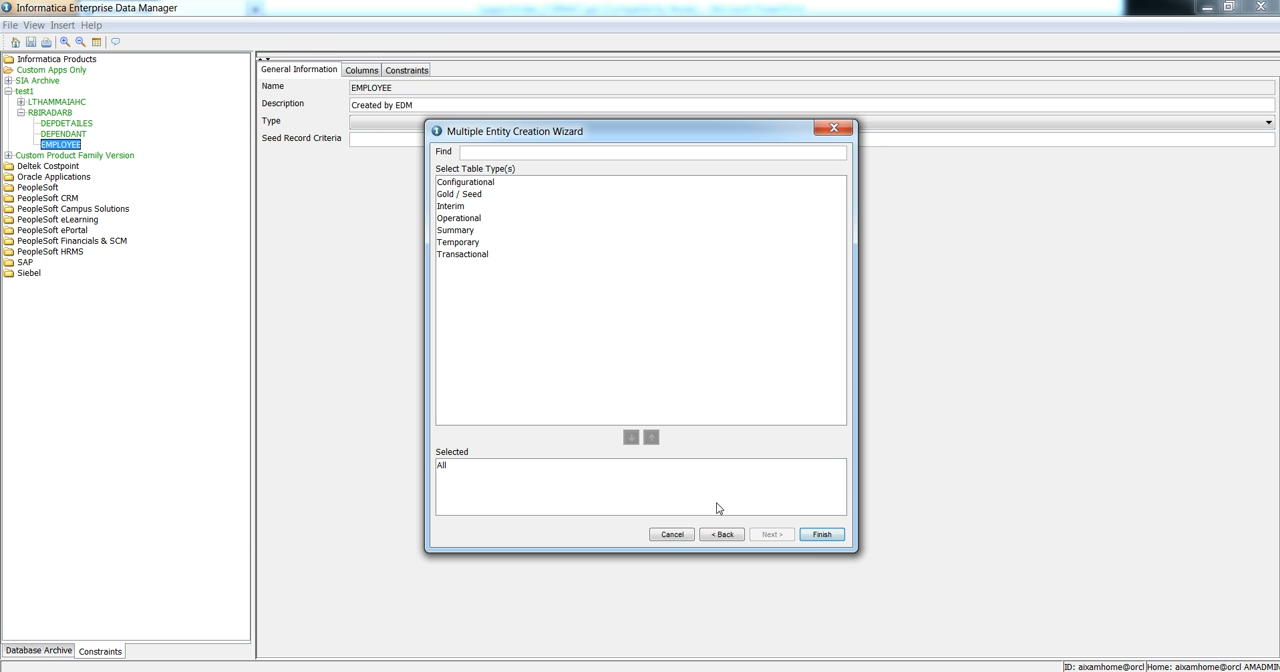 Informatica Enterprise Data Manager
File View Insert Help
Informatica Products
Custom Apps Only
SIA Archive
test1
LTHAMMAIAHC
RBIRADARB
DEPDETAILES
DEPENDANT
EMPLOYEE
Custom Product Family Version
Deltek Costpoint
Oracle Applications
PeopleSoft
PeopleSoft CRM
PeopleSoft Campus Solutions
PeopleSoft eLearning
PeopleSoft ePortal
PeopleSoft Financials & SCM
PeopleSoft HRMS
SAP
Siebel
Database Archive Constraints
General Information Columns Constraints
Name EMPLOYEE
Description Created by EDM
Type
Seed Record Criteria
Multiple Entity Creation Wizard
Find
Select Table Type(s)
Configurational
Gold / Seed
Interim
Operational
Summary
Temporary
Transactional
Selected
All
Cancel < Back Next > Finish
ID: aixamhome@orcl Home: aixamhome@orcl AMADMIN